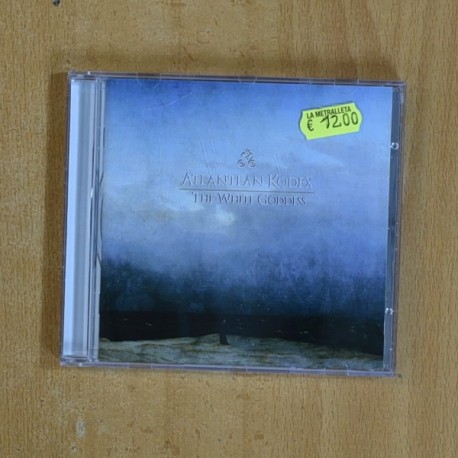 LA METRALLETA
€ 12.00
ATLANTEAN KODEX
THE WHITE GODDESS